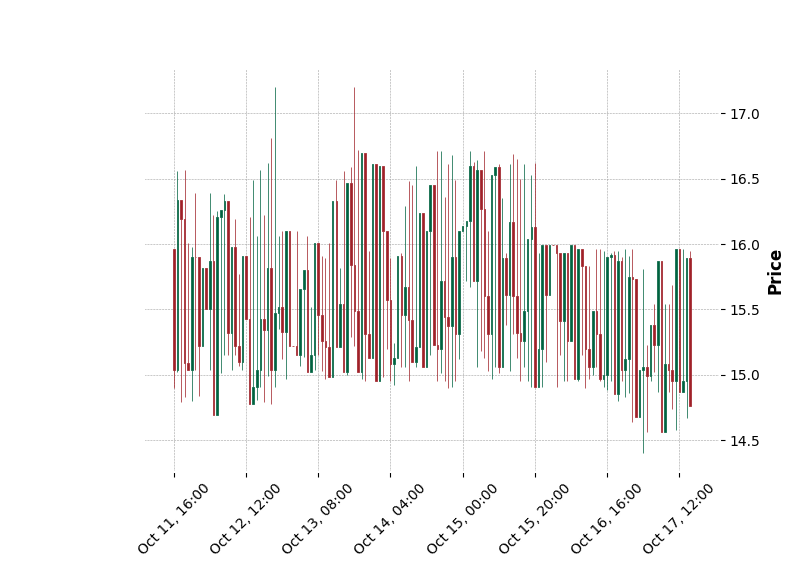 17.0
16.5
16.0
15.5
15.0
14.5
Price
Oct 11, 16:00
Oct 12, 12:00
Oct 13, 08:00
Oct 14, 04:00
Oct 15, 00:00
Oct 15, 20:00
Oct 16, 16:00
Oct 17, 12:00